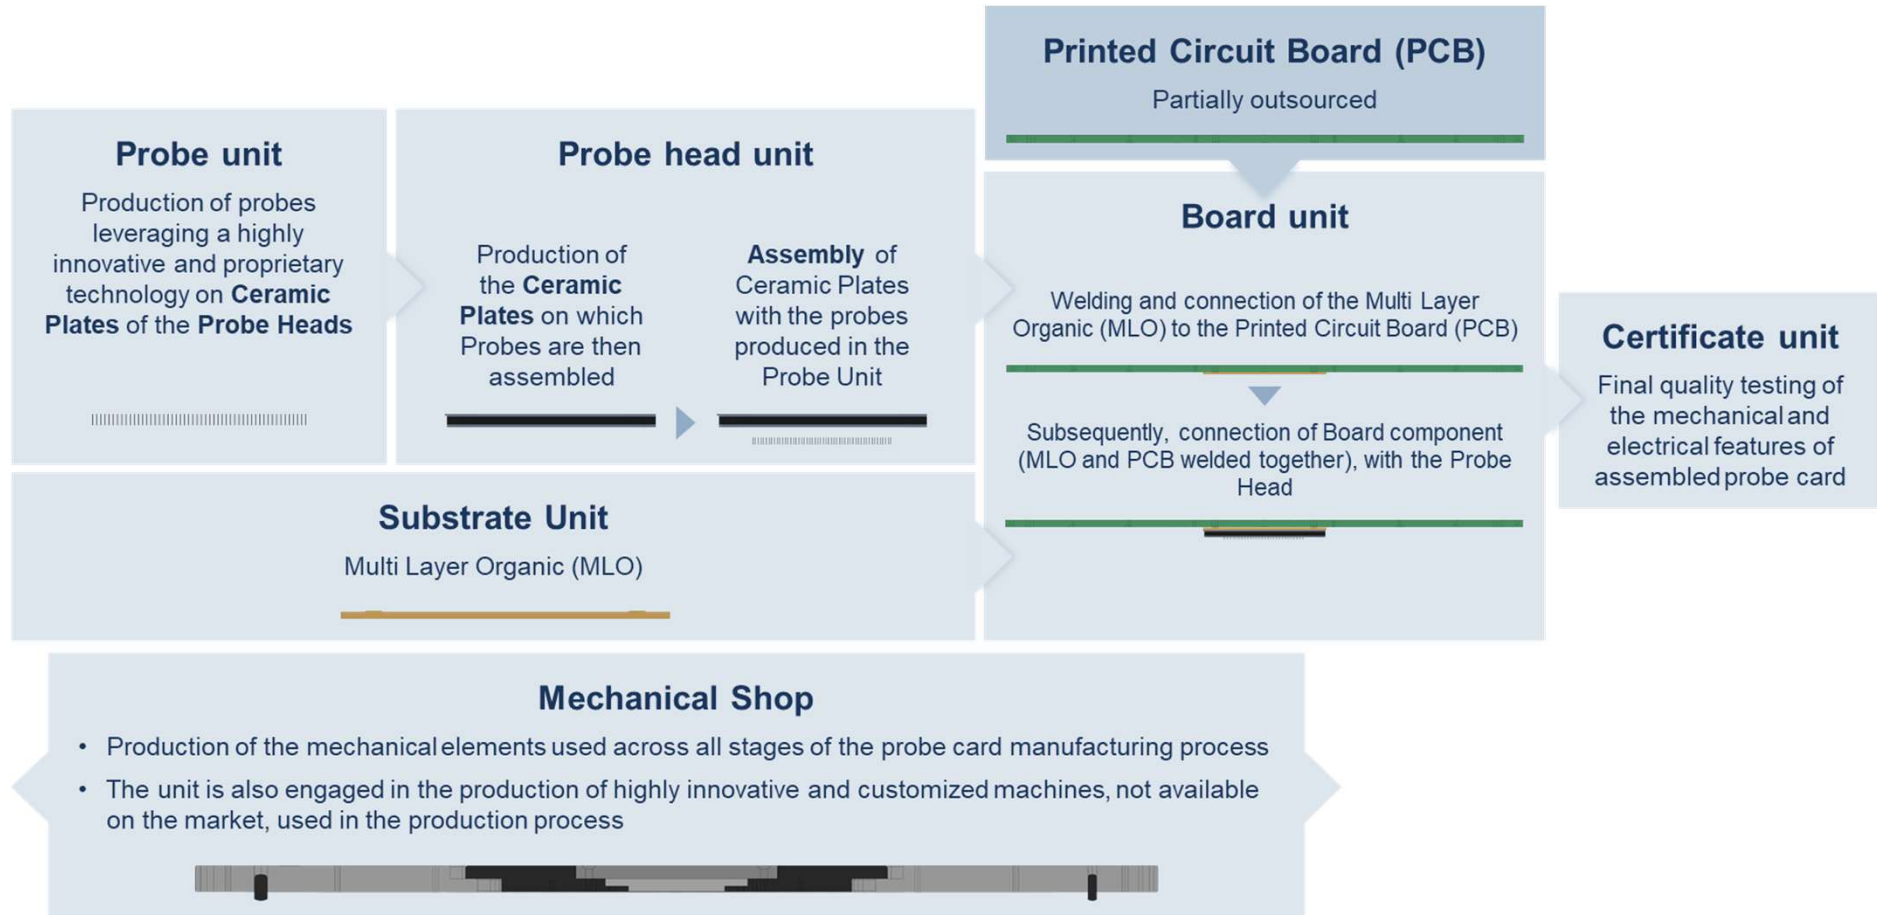 Printed Circuit Board (PCB)
Partially outsourced
Probe unit
Production of probes
leveraging a highly
innovative and proprietary
technology on Ceramic
Plates of the Probe Heads
Probe head unit
Production of
the Ceramic
Plates on which
Probes are then
assembled
Assembly of
Ceramic Plates
with the probes
produced in the
Probe Unit
Board unit
Welding and connection of the Multi Layer
Organic (MLO) to the Printed Circuit Board (PCB)
Subsequently, connection of Board component
(MLO and PCB welded together), with the Probe
Head
Certificate unit
Final quality testing of
the mechanical and
electrical features of
assembled probe card
Substrate Unit
Multi Layer Organic (MLO)
Mechanical Shop
• Production of the mechanical elements used across all stages of the probe card manufacturing process
• The unit is also engaged in the production of highly innovative and customized machines, not available
on the market, used in the production process